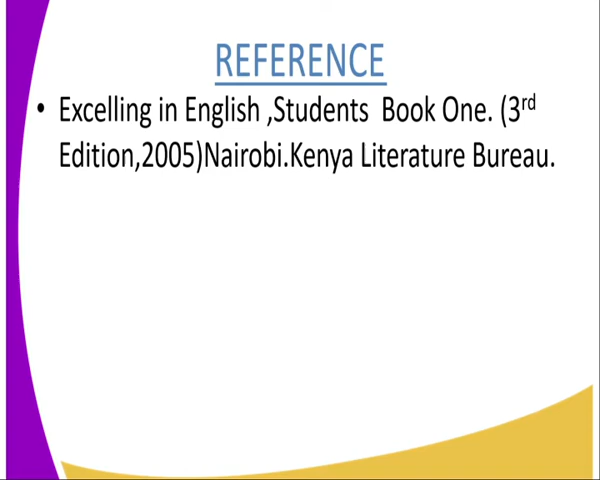 REFERENCE
• Excelling in English ,Students  Book One. (3rd
Edition,2005)Nairobi.Kenya Literature Bureau.